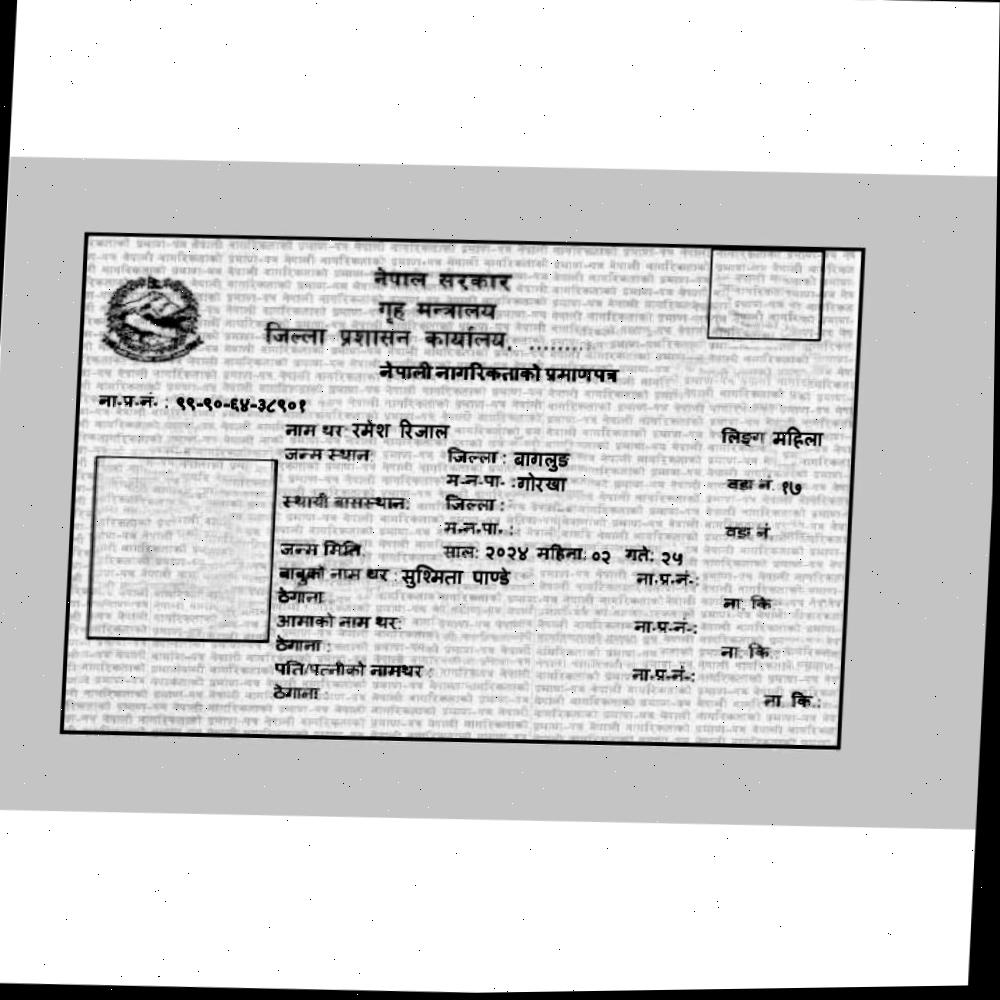 नेपाल सरकार
गृह मन्त्रालय
जिल्ला प्रशासन कार्यालय, .........
नेपाली नागरिकताको प्रमाणपत्र
ना.प्र.नं. : ९९-९०-६४-३८९०१
नाम थर रमेश रिजाल लिङ्ग महिला
जन्म स्थान: जिल्ला : बागलुङ
म.न.पा. :गोरखा वडा नं. १७
स्थायी बासस्थान: जिल्ला :
म.न.पा. : वडा नं.
जन्म मिति: साल: २०२४ महिना: ०२ गते: २५
बाबुको नाम थर : सुश्मिता पाण्डे ना.प्र.नं.:
ठेगाना ना. कि
आमाको नाम थर: ना.प्र.नं.:
ठेगाना : ना. कि.:
पति/पत्नीको नामथर : ना.प्र.नं.:
ठेगाना : ना. कि.: